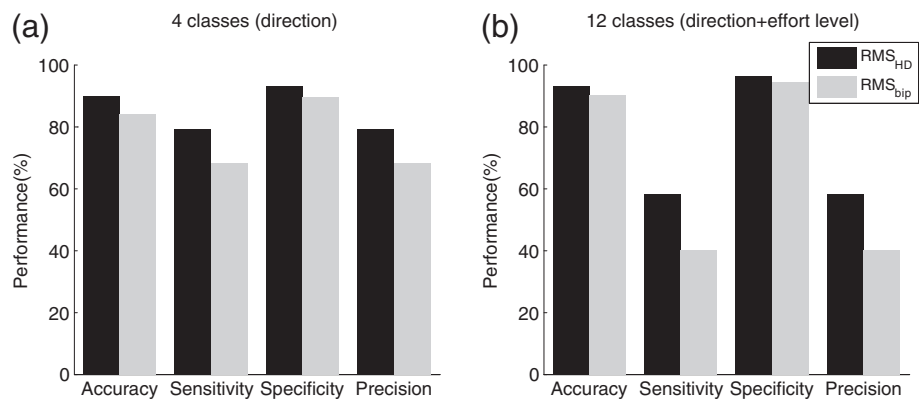 (a)
4 classes (direction)
Performance(%)
100
80
60
40
20
0
Accuracy Sensitivity Specificity Precision
(b)
12 classes (direction+effort level)
RMS_HD
RMS_bip
Performance(%)
100
80
60
40
20
0
Accuracy Sensitivity Specificity Precision